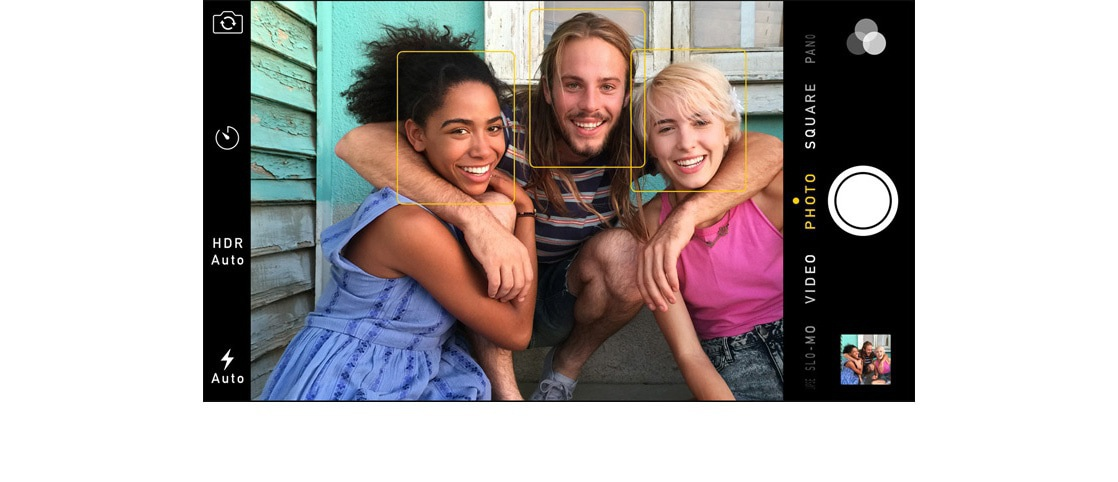 HDR
Auto
Auto
PANO
SQUARE
PHOTO
VIDEO
SLO-MO